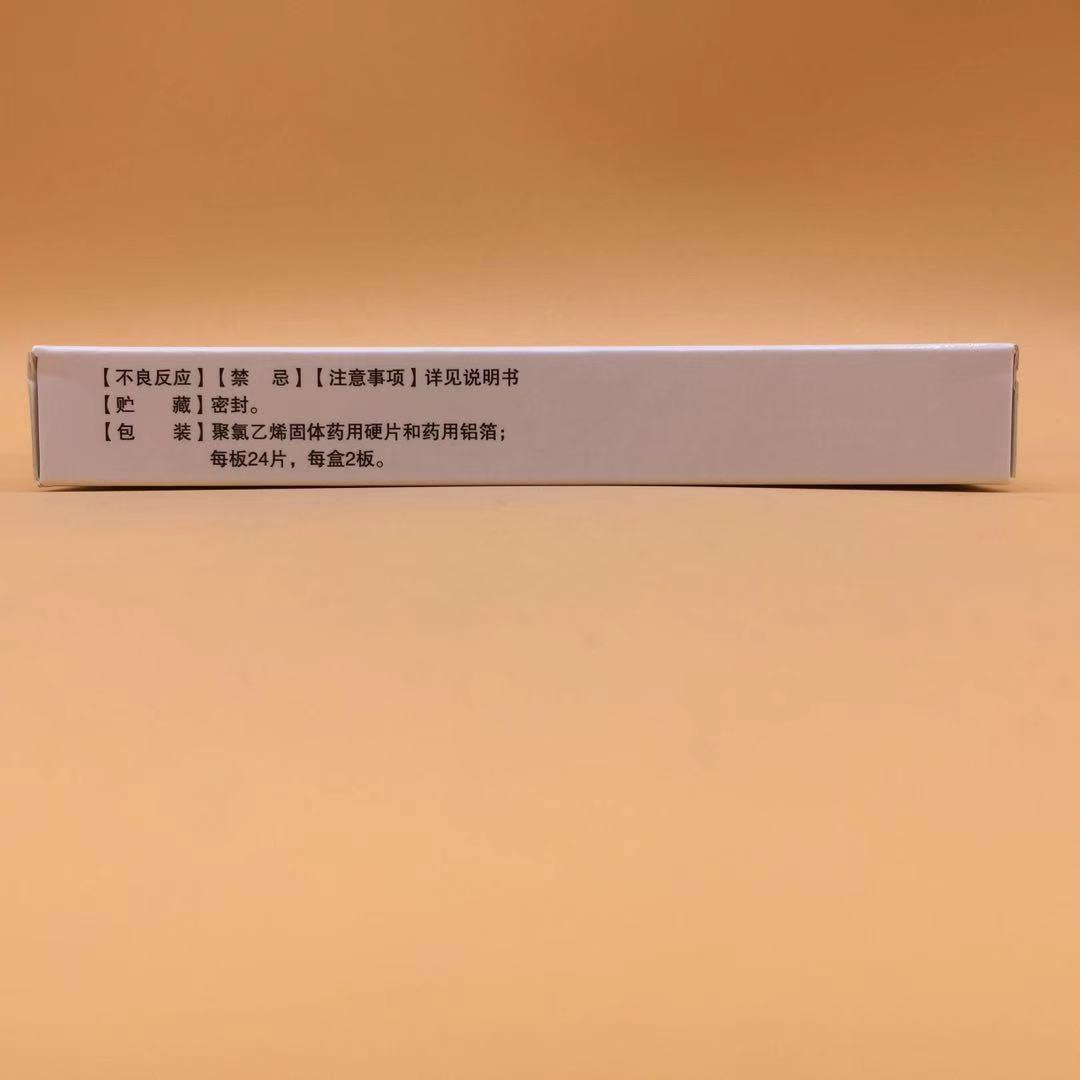 【不良反应】【禁 忌】【注意事项】详见说明书
【贮 藏】密封。
【包 装】聚氯乙烯固体药用硬片和药用铝箔；
每板24片，每盒2板。